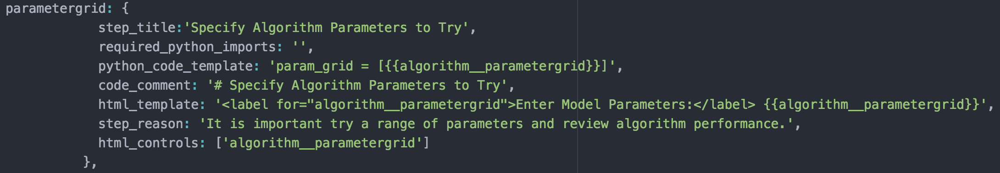 parametergrid: {
step_title:'Specify Algorithm Parameters to Try',
required_python_imports: '',
python_code_template: 'param_grid = [{{algorithm__parametergrid}}]',
code_comment: '# Specify Algorithm Parameters to Try',
html_template: '<label for="algorithm__parametergrid">Enter Model Parameters:</label> {{algorithm__parametergrid}}',
step_reason: 'It is important try a range of parameters and review algorithm performance.',
html_controls: ['algorithm__parametergrid']
},